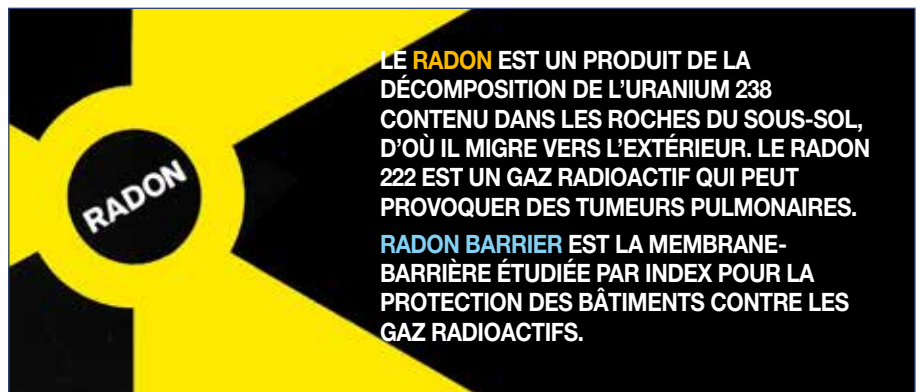 RADON
LE RADON EST UN PRODUIT DE LA
DÉCOMPOSITION DE L'URANIUM 238
CONTENU DANS LES ROCHES DU SOUS-SOL,
D'OÙ IL MIGRE VERS L'EXTÉRIEUR. LE RADON
222 EST UN GAZ RADIOACTIF QUI PEUT
PROVOQUER DES TUMEURS PULMONAIRES.
RADON BARRIER EST LA MEMBRANE-
BARRIÈRE ÉTUDIÉE PAR INDEX POUR LA
PROTECTION DES BÂTIMENTS CONTRE LES
GAZ RADIOACTIFS.